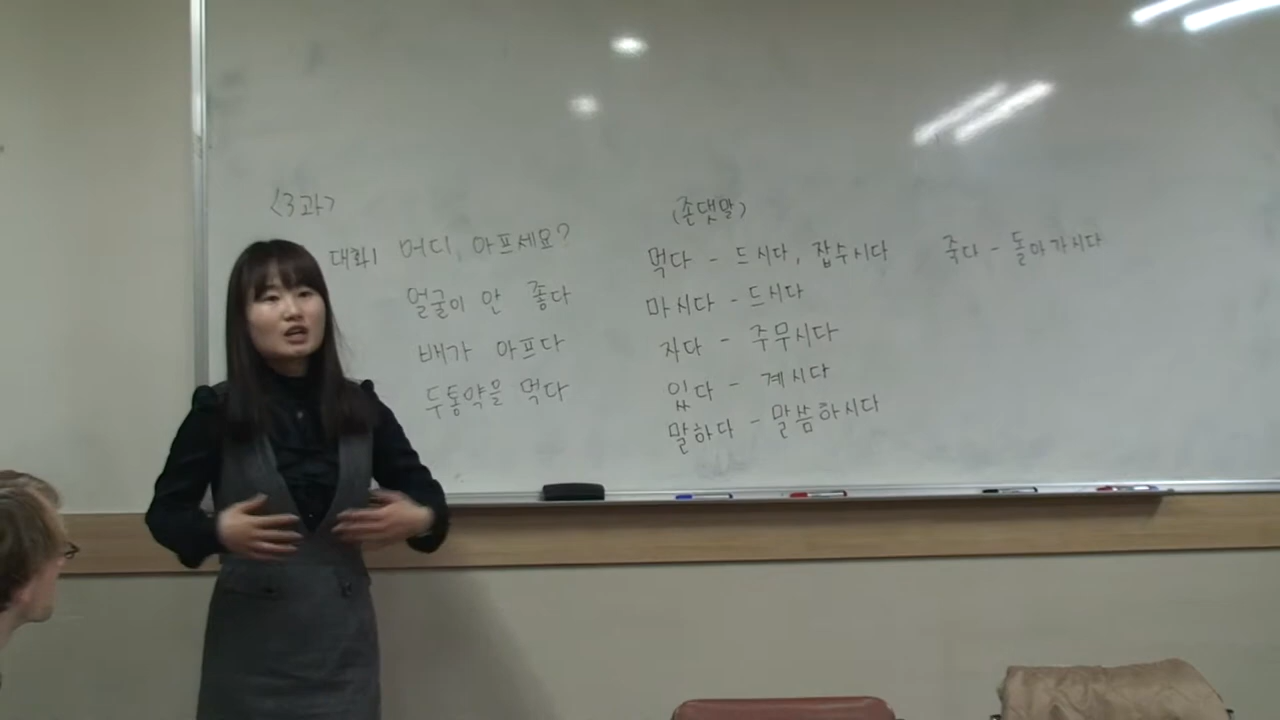 <3과>
대화1 어디, 아프세요?
얼굴이 안 좋다
배가 아프다
두통약을 먹다
(존댓말)
먹다 - 드시다, 잡수시다
마시다 - 드시다
자다 - 주무시다
있다 - 계시다
말하다 - 말씀하시다
죽다 - 돌아가시다